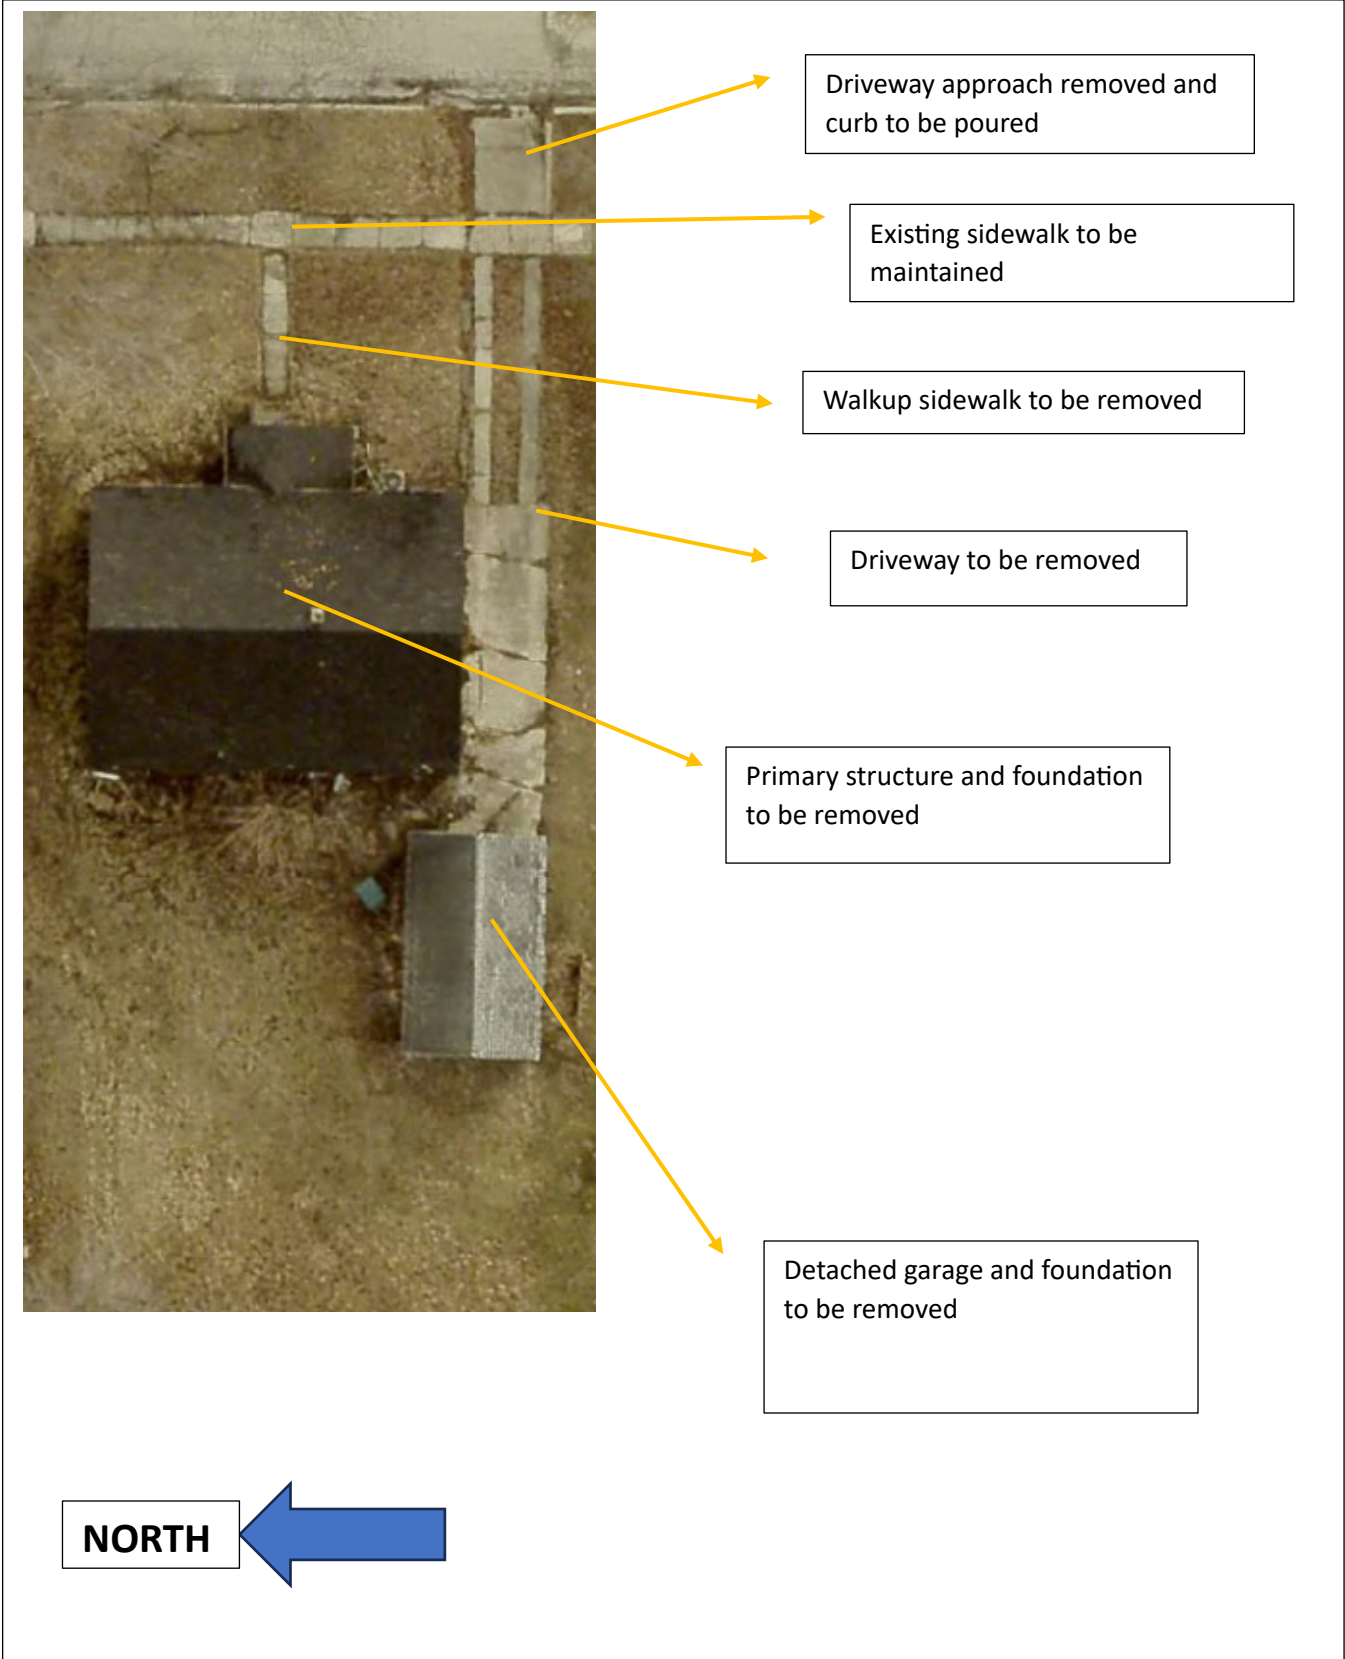 Driveway approach removed and
curb to be poured
Existing sidewalk to be
maintained
Walkup sidewalk to be removed
Driveway to be removed
Primary structure and foundation
to be removed
Detached garage and foundation
to be removed
NORTH